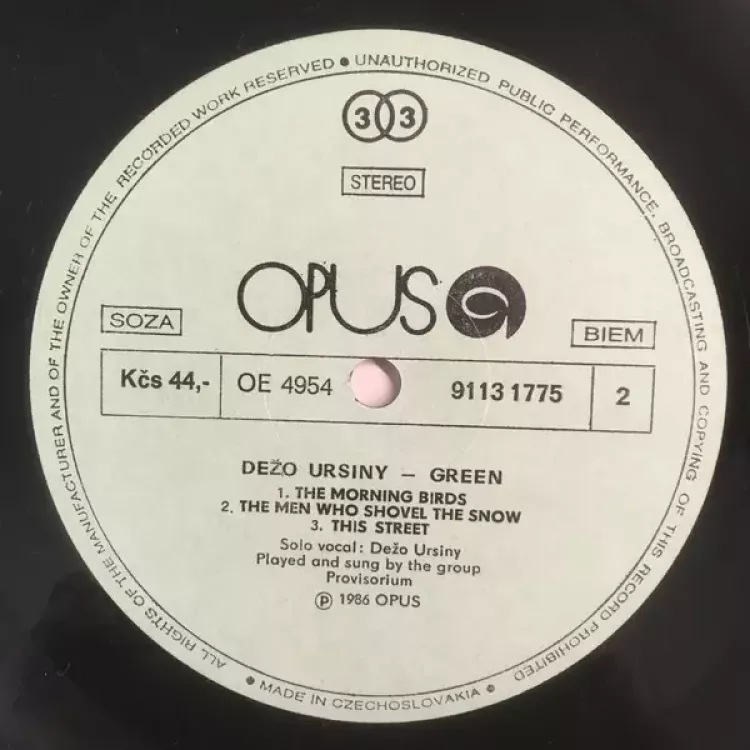 ALL RIGHTS OF THE MANUFACTURER AND OF THE OWNER OF THE RECORDED WORK RESERVED ● UNAUTHORIZED PUBLIC PERFORMANCE, BROADCASTING AND COPYING OF THIS RECORD PROHIBITED
33
STEREO
OPUS
SOZA
BIEM
Kčs 44,- OE 4954 9113 1775 2
DEŽO URSINY – GREEN
1. THE MORNING BIRDS
2. THE MEN WHO SHOVEL THE SNOW
3. THIS STREET
Solo vocal: Dežo Ursiny
Played and sung by the group
Provisorium
Ⓟ 1986 OPUS
● MADE IN CZECHOSLOVAKIA ●